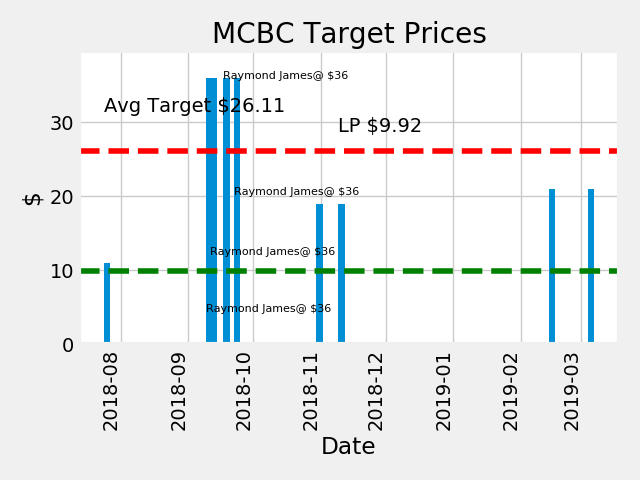 MCBC Target Prices
Raymond James@ $36
Avg Target $26.11
LP $9.92
Raymond James@ $36
Raymond James@ $36
Raymond James@ $36
$
30
20
10
0
2018-08
2018-09
2018-10
2018-11
2018-12
2019-01
2019-02
2019-03
Date